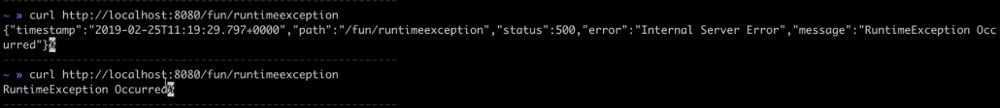 ~ » curl http://localhost:8080/fun/runtimeexception
{"timestamp":"2019-02-25T11:19:29.797+0000","path":"/fun/runtimeexception","status":500,"error":"Internal Server Error","message":"RuntimeException Occ
urred"}%
~ » curl http://localhost:8080/fun/runtimeexception
RuntimeException Occurred%